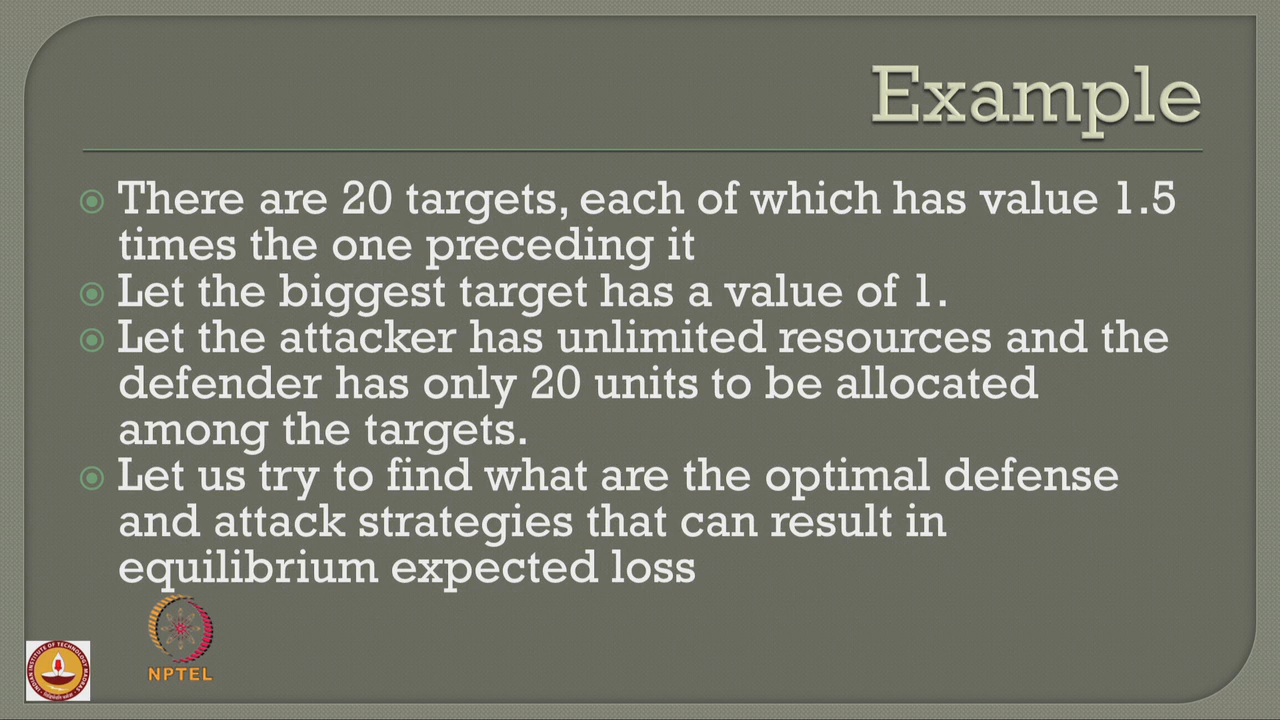 Example
There are 20 targets, each of which has value 1.5
times the one preceding it
Let the biggest target has a value of 1.
Let the attacker has unlimited resources and the
defender has only 20 units to be allocated
among the targets.
Let us try to find what are the optimal defense
and attack strategies that can result in
equilibrium expected loss
NPTEL